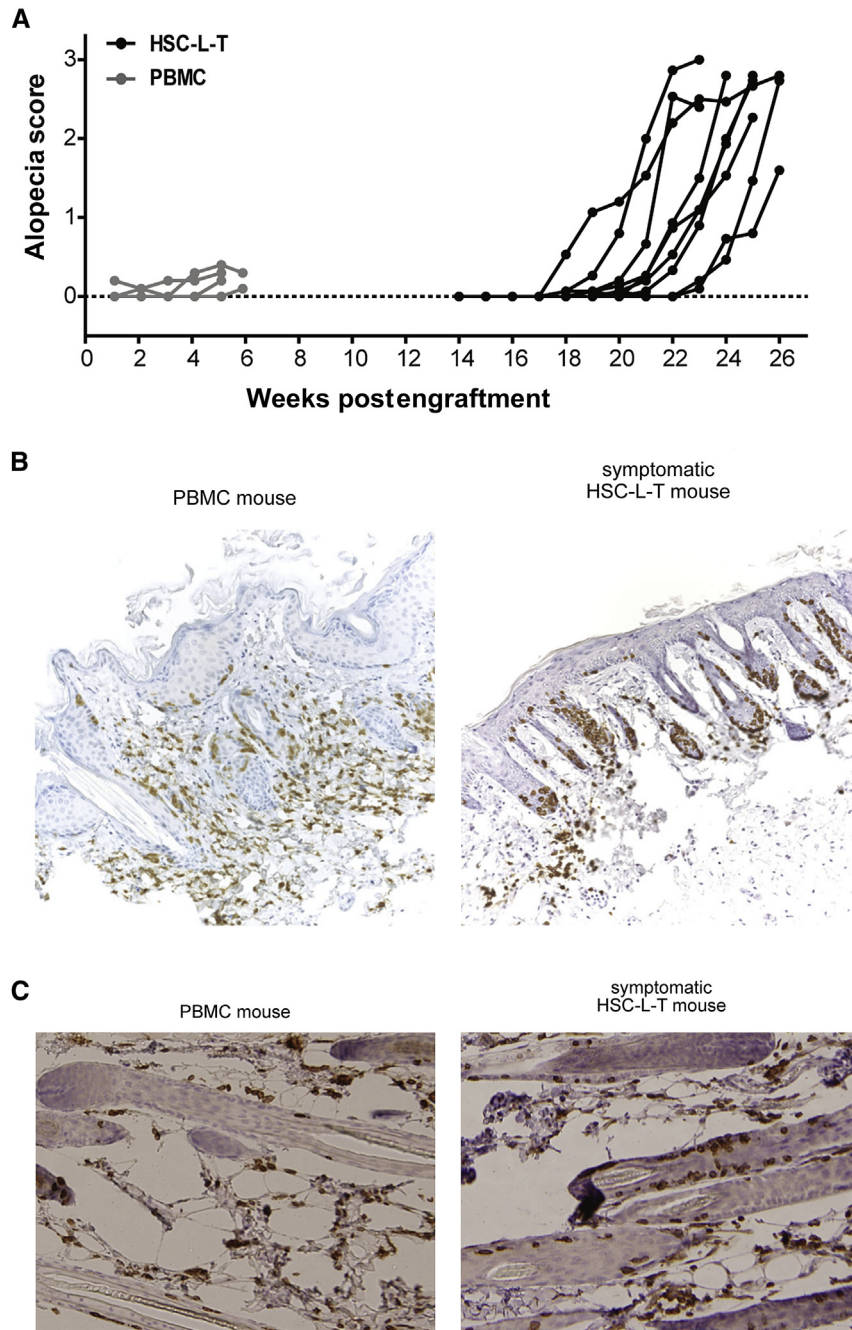 A
HSC-L-T
PBMC
Alopecia score
3
2
1
0
0 2 4 6 8 10 12 14 16 18 20 22 24 26
Weeks postengraftment
B
PBMC mouse
symptomatic
HSC-L-T mouse
C
PBMC mouse
symptomatic
HSC-L-T mouse